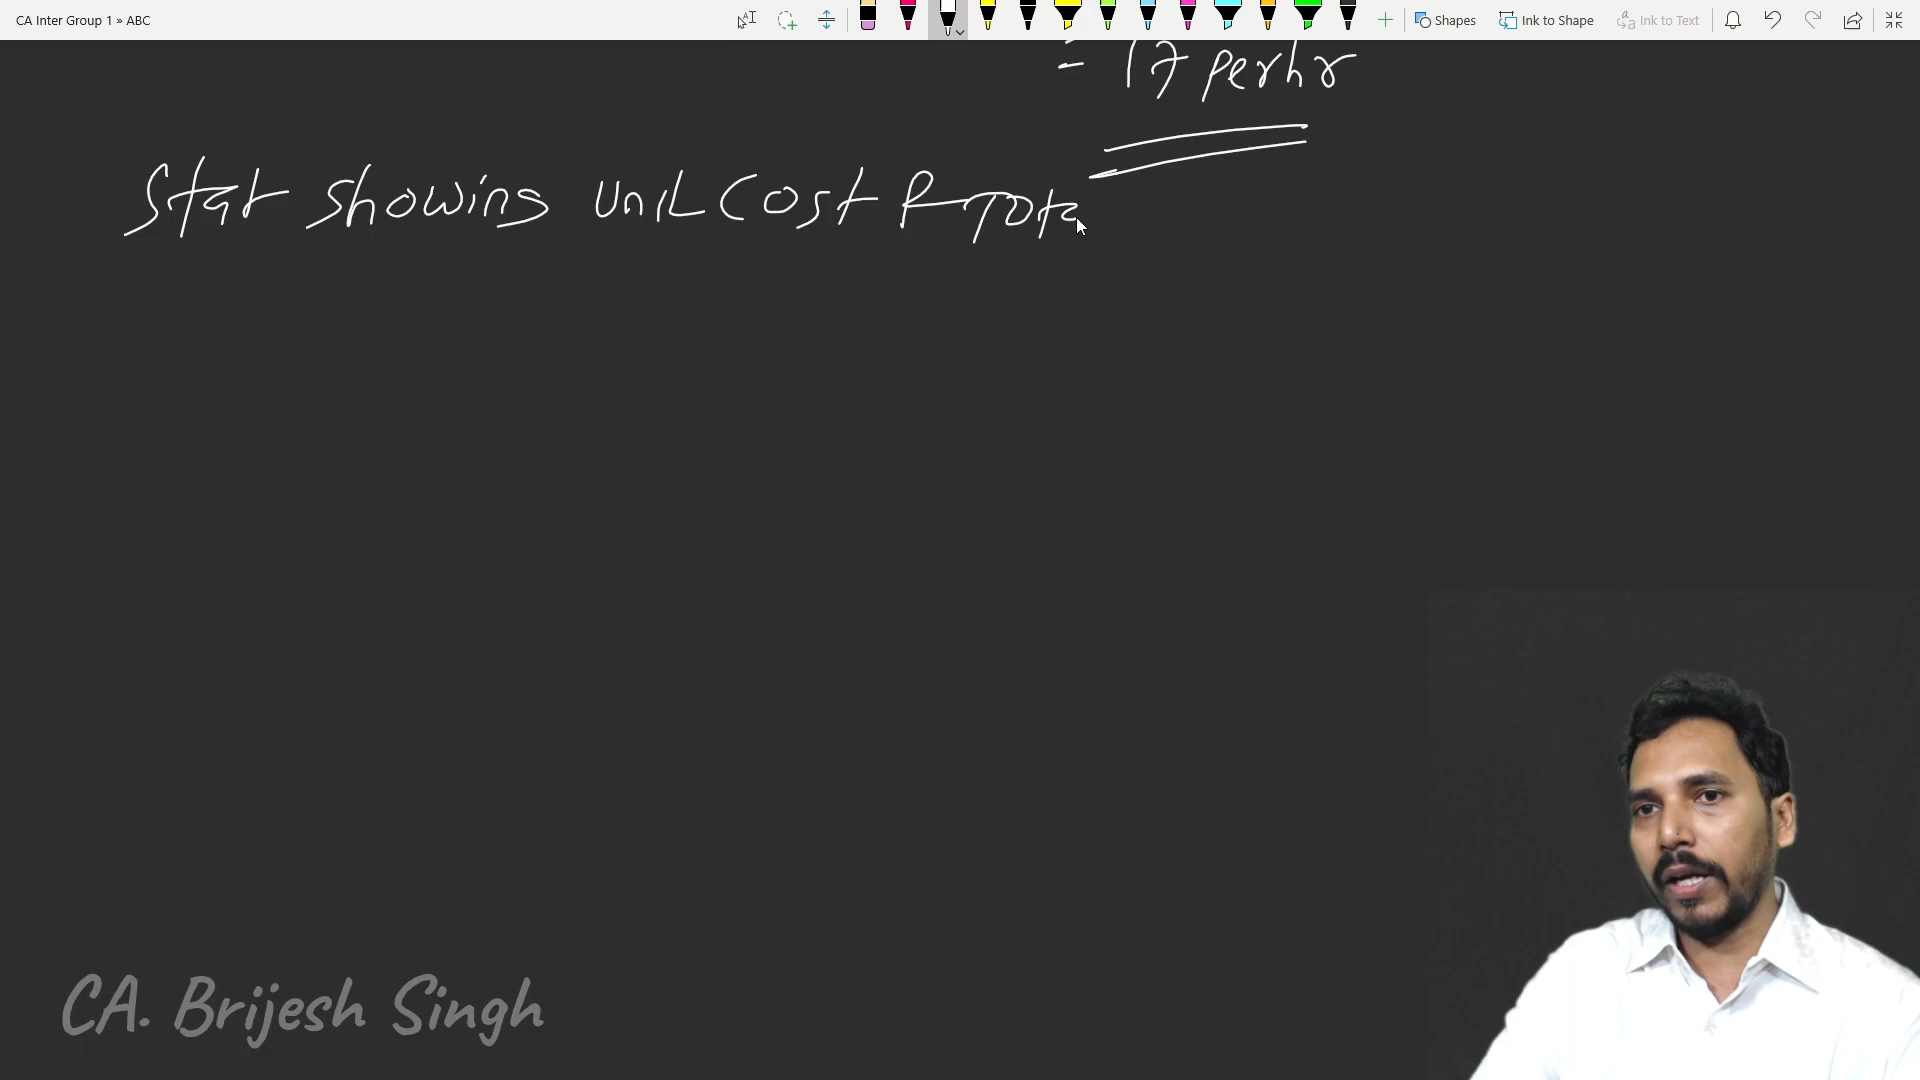 CA Inter Group 1 » ABC
Shapes
Ink to Shape
Ink to Text
= 17 per hr
Stat showing Unit Cost & Tota
CA. Brijesh Singh